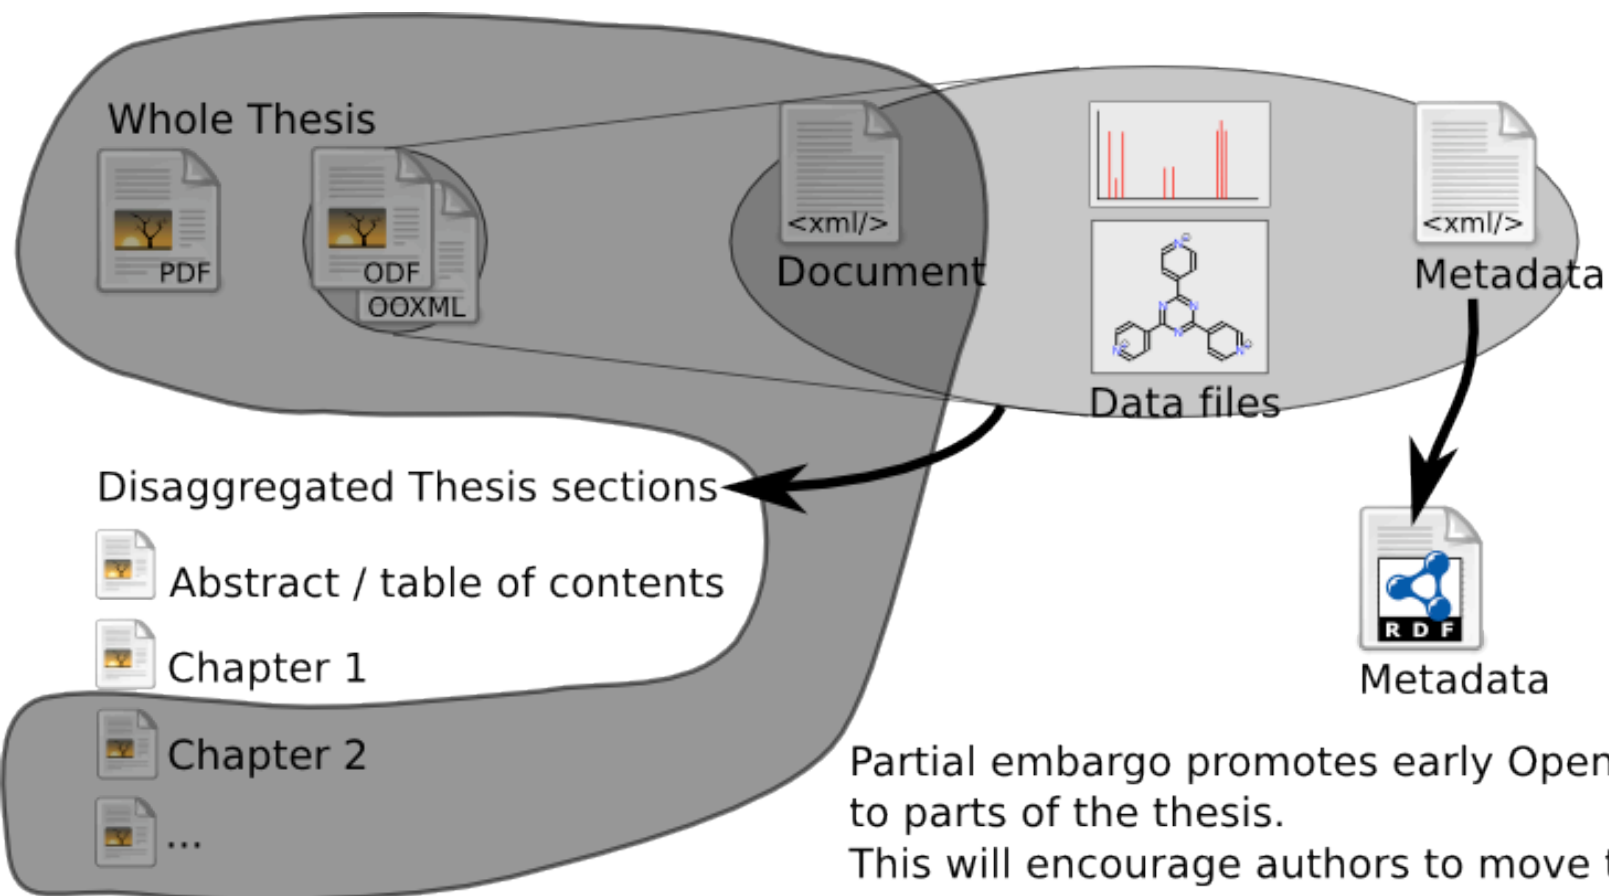 Whole Thesis
PDF
ODF
OOXML
<xml/>
Document
Data files
<xml/>
Metadata
Disaggregated Thesis sections
Abstract / table of contents
Chapter 1
Chapter 2
...
RDF
Metadata
Partial embargo promotes early Open
to parts of the thesis.
This will encourage authors to move